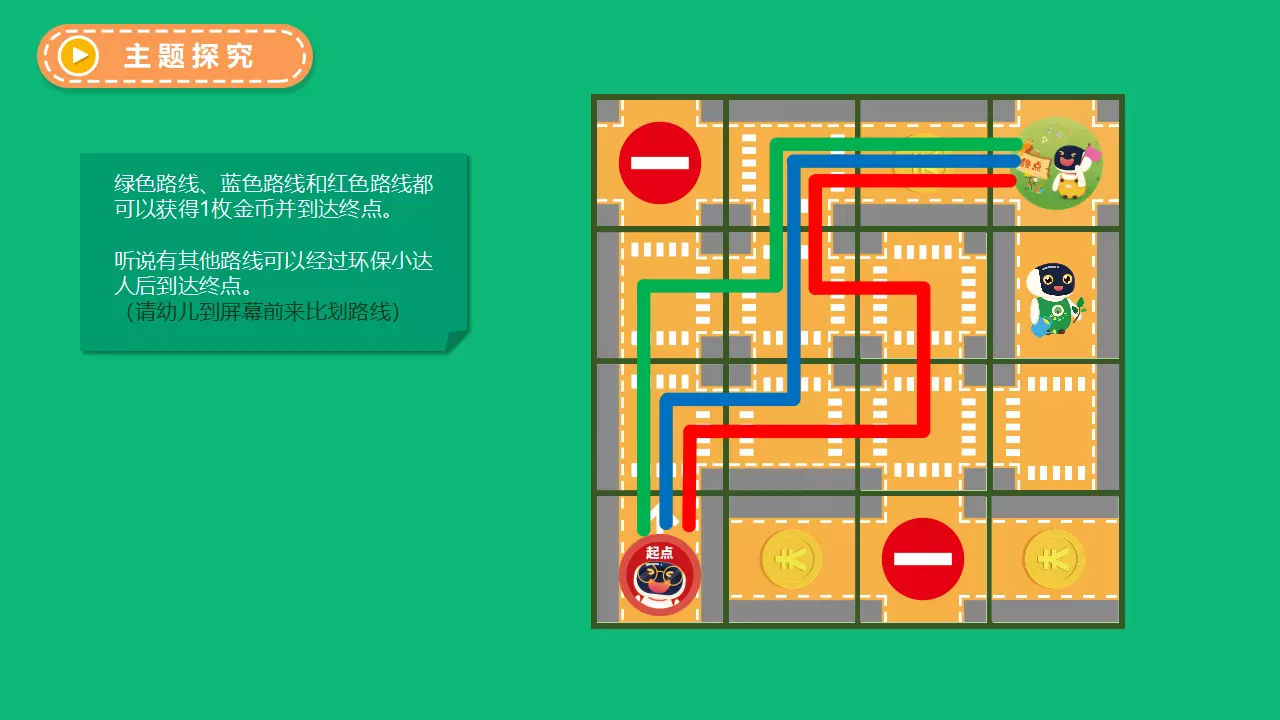 主题探究
绿色路线、蓝色路线和红色路线都
可以获得1枚金币并到达终点。
听说有其他路线可以经过环保小达
人后到达终点。
（请幼儿到屏幕前来比划路线）
终点
起点